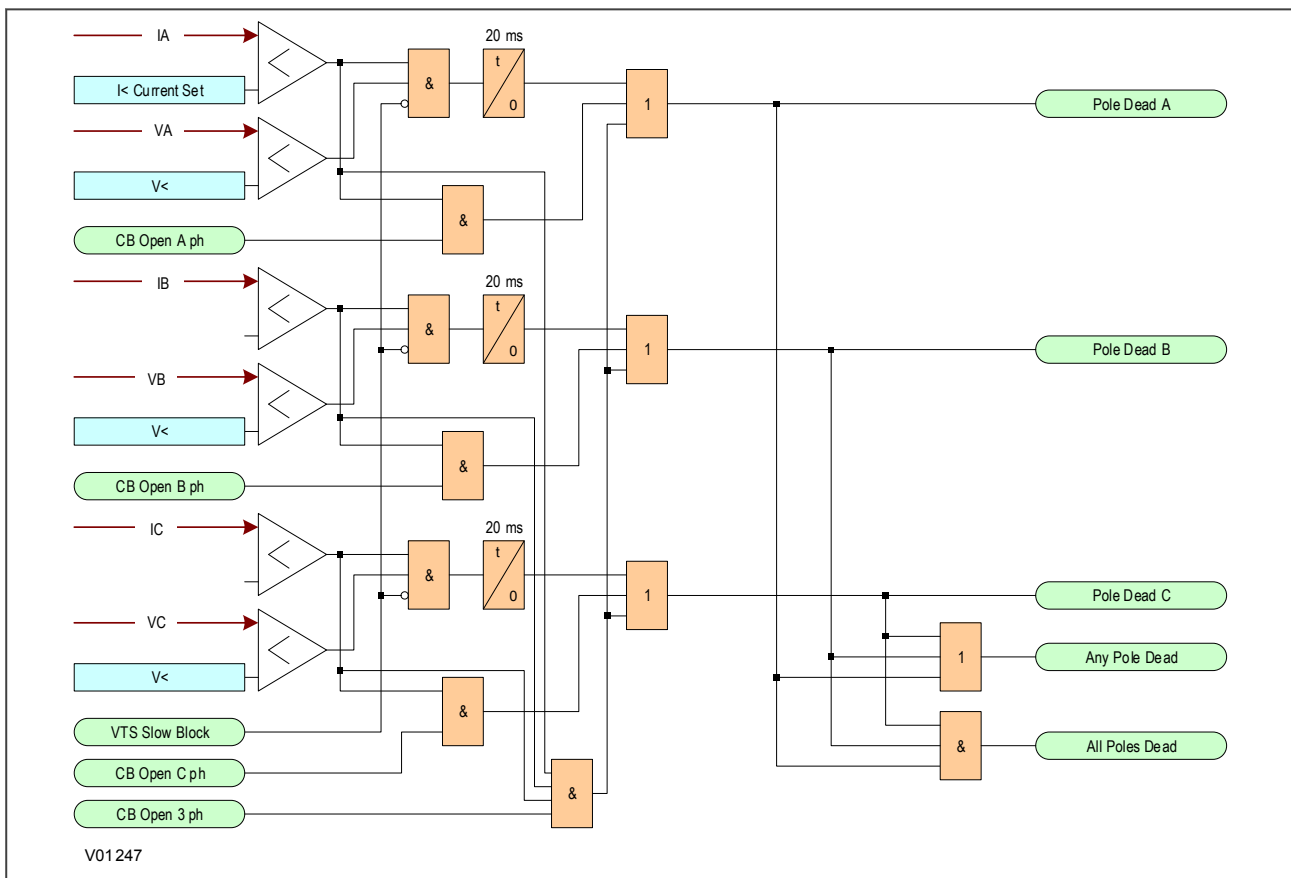 IA
20 ms
t
&
I< Current Set
0
1
Pole Dead A
VA
V<
&
CB Open A ph
IB
20 ms
t
&
0
1
Pole Dead B
VB
V<
&
CB Open B ph
IC
20 ms
t
&
0
1
Pole Dead C
VC
1
Any Pole Dead
V<
&
VTS Slow Block
&
All Poles Dead
CB Open C ph
&
CB Open 3 ph
V01247